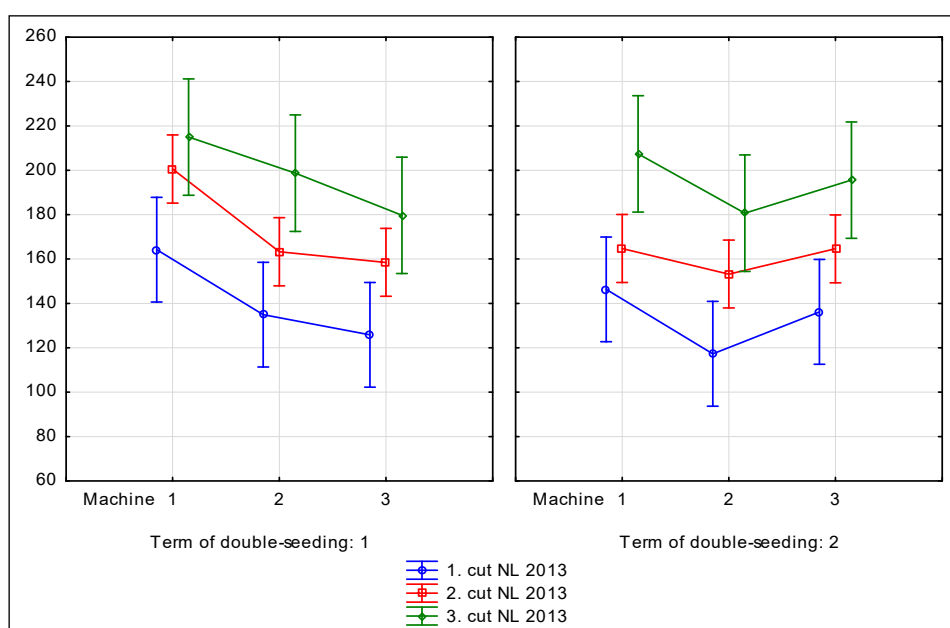 260
240
220
200
180
160
140
120
100
80
60
Machine 1 2 3 1 2 3
Term of double-seeding: 1 Term of double-seeding: 2
1. cut NL 2013
2. cut NL 2013
3. cut NL 2013